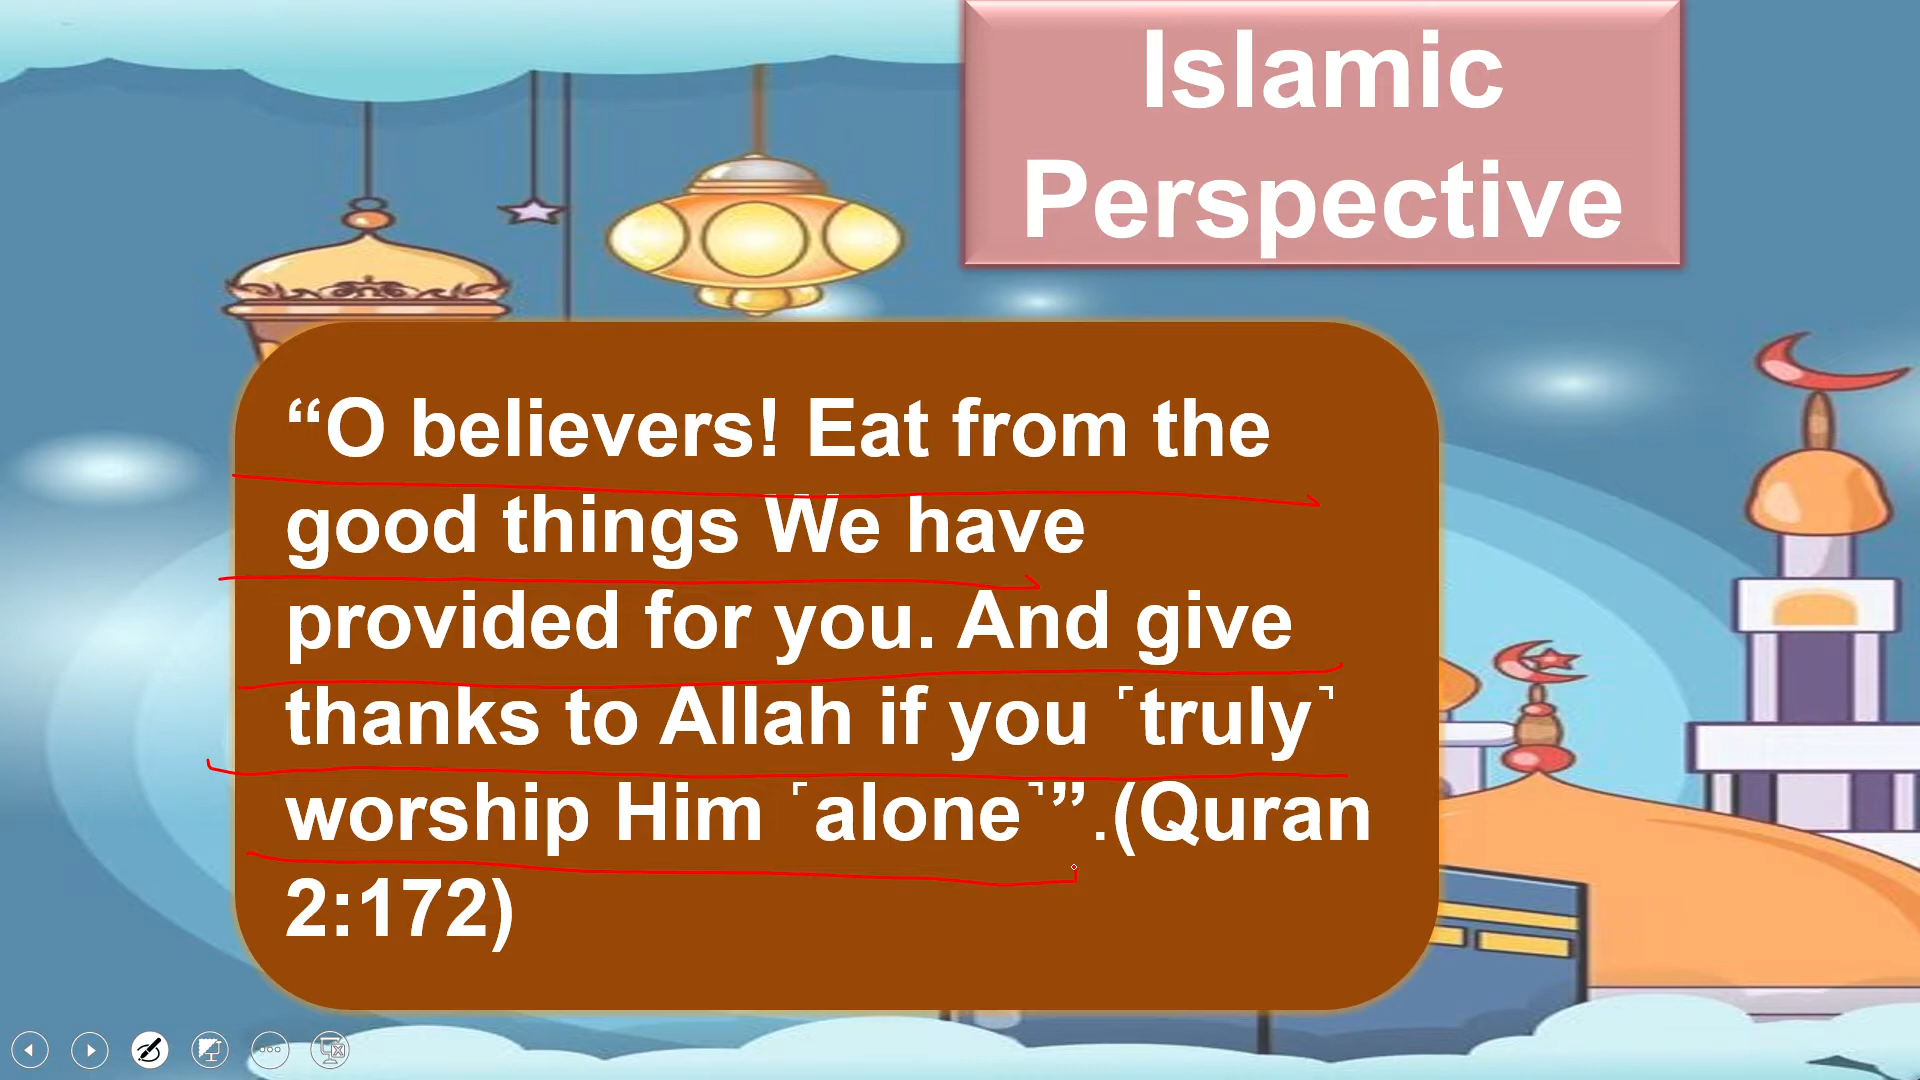 Islamic
Perspective
“O believers! Eat from the
good things We have
provided for you. And give
thanks to Allah if you ˹truly˺
worship Him ˹alone˺”.(Quran
2:172)